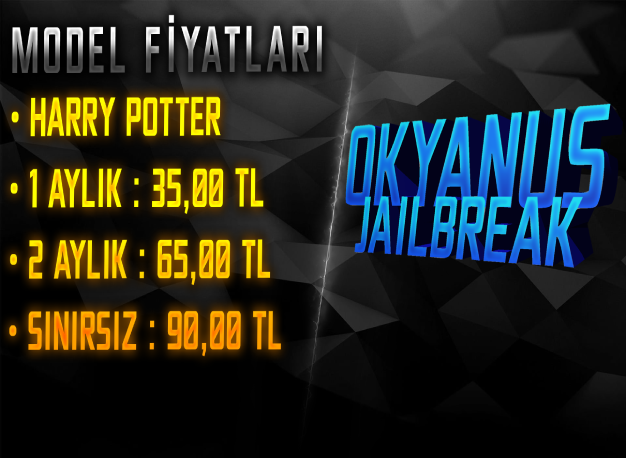 MODEL FİYATLARI
• HARRY POTTER
• 1 AYLIK : 35,00 TL
• 2 AYLIK : 65,00 TL
• SINIRSIZ : 90,00 TL
OKYANUS
JAILBREAK